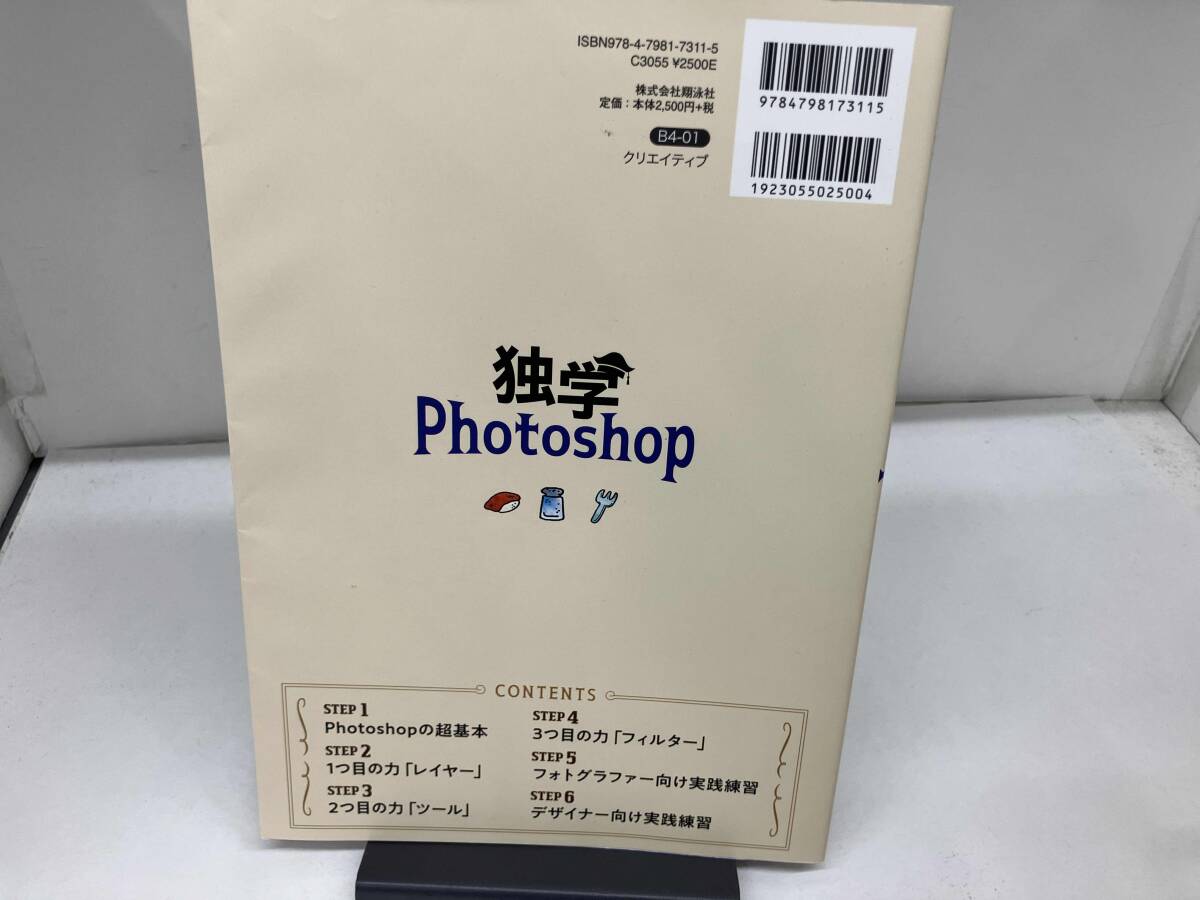 ISBN978-4-7981-7311-5
C3055 ¥2500E
株式会社翔泳社
定価：本体2,500円+税
B4-01
クリエイティブ
9784798173115
1923055025004
独学
Photoshop
CONTENTS
STEP 1
Photoshopの超基本
STEP 2
1つ目の力「レイヤー」
STEP 3
2つ目の力「ツール」
STEP 4
3つ目の力「フィルター」
STEP 5
フォトグラファー向け実践練習
STEP 6
デザイナー向け実践練習